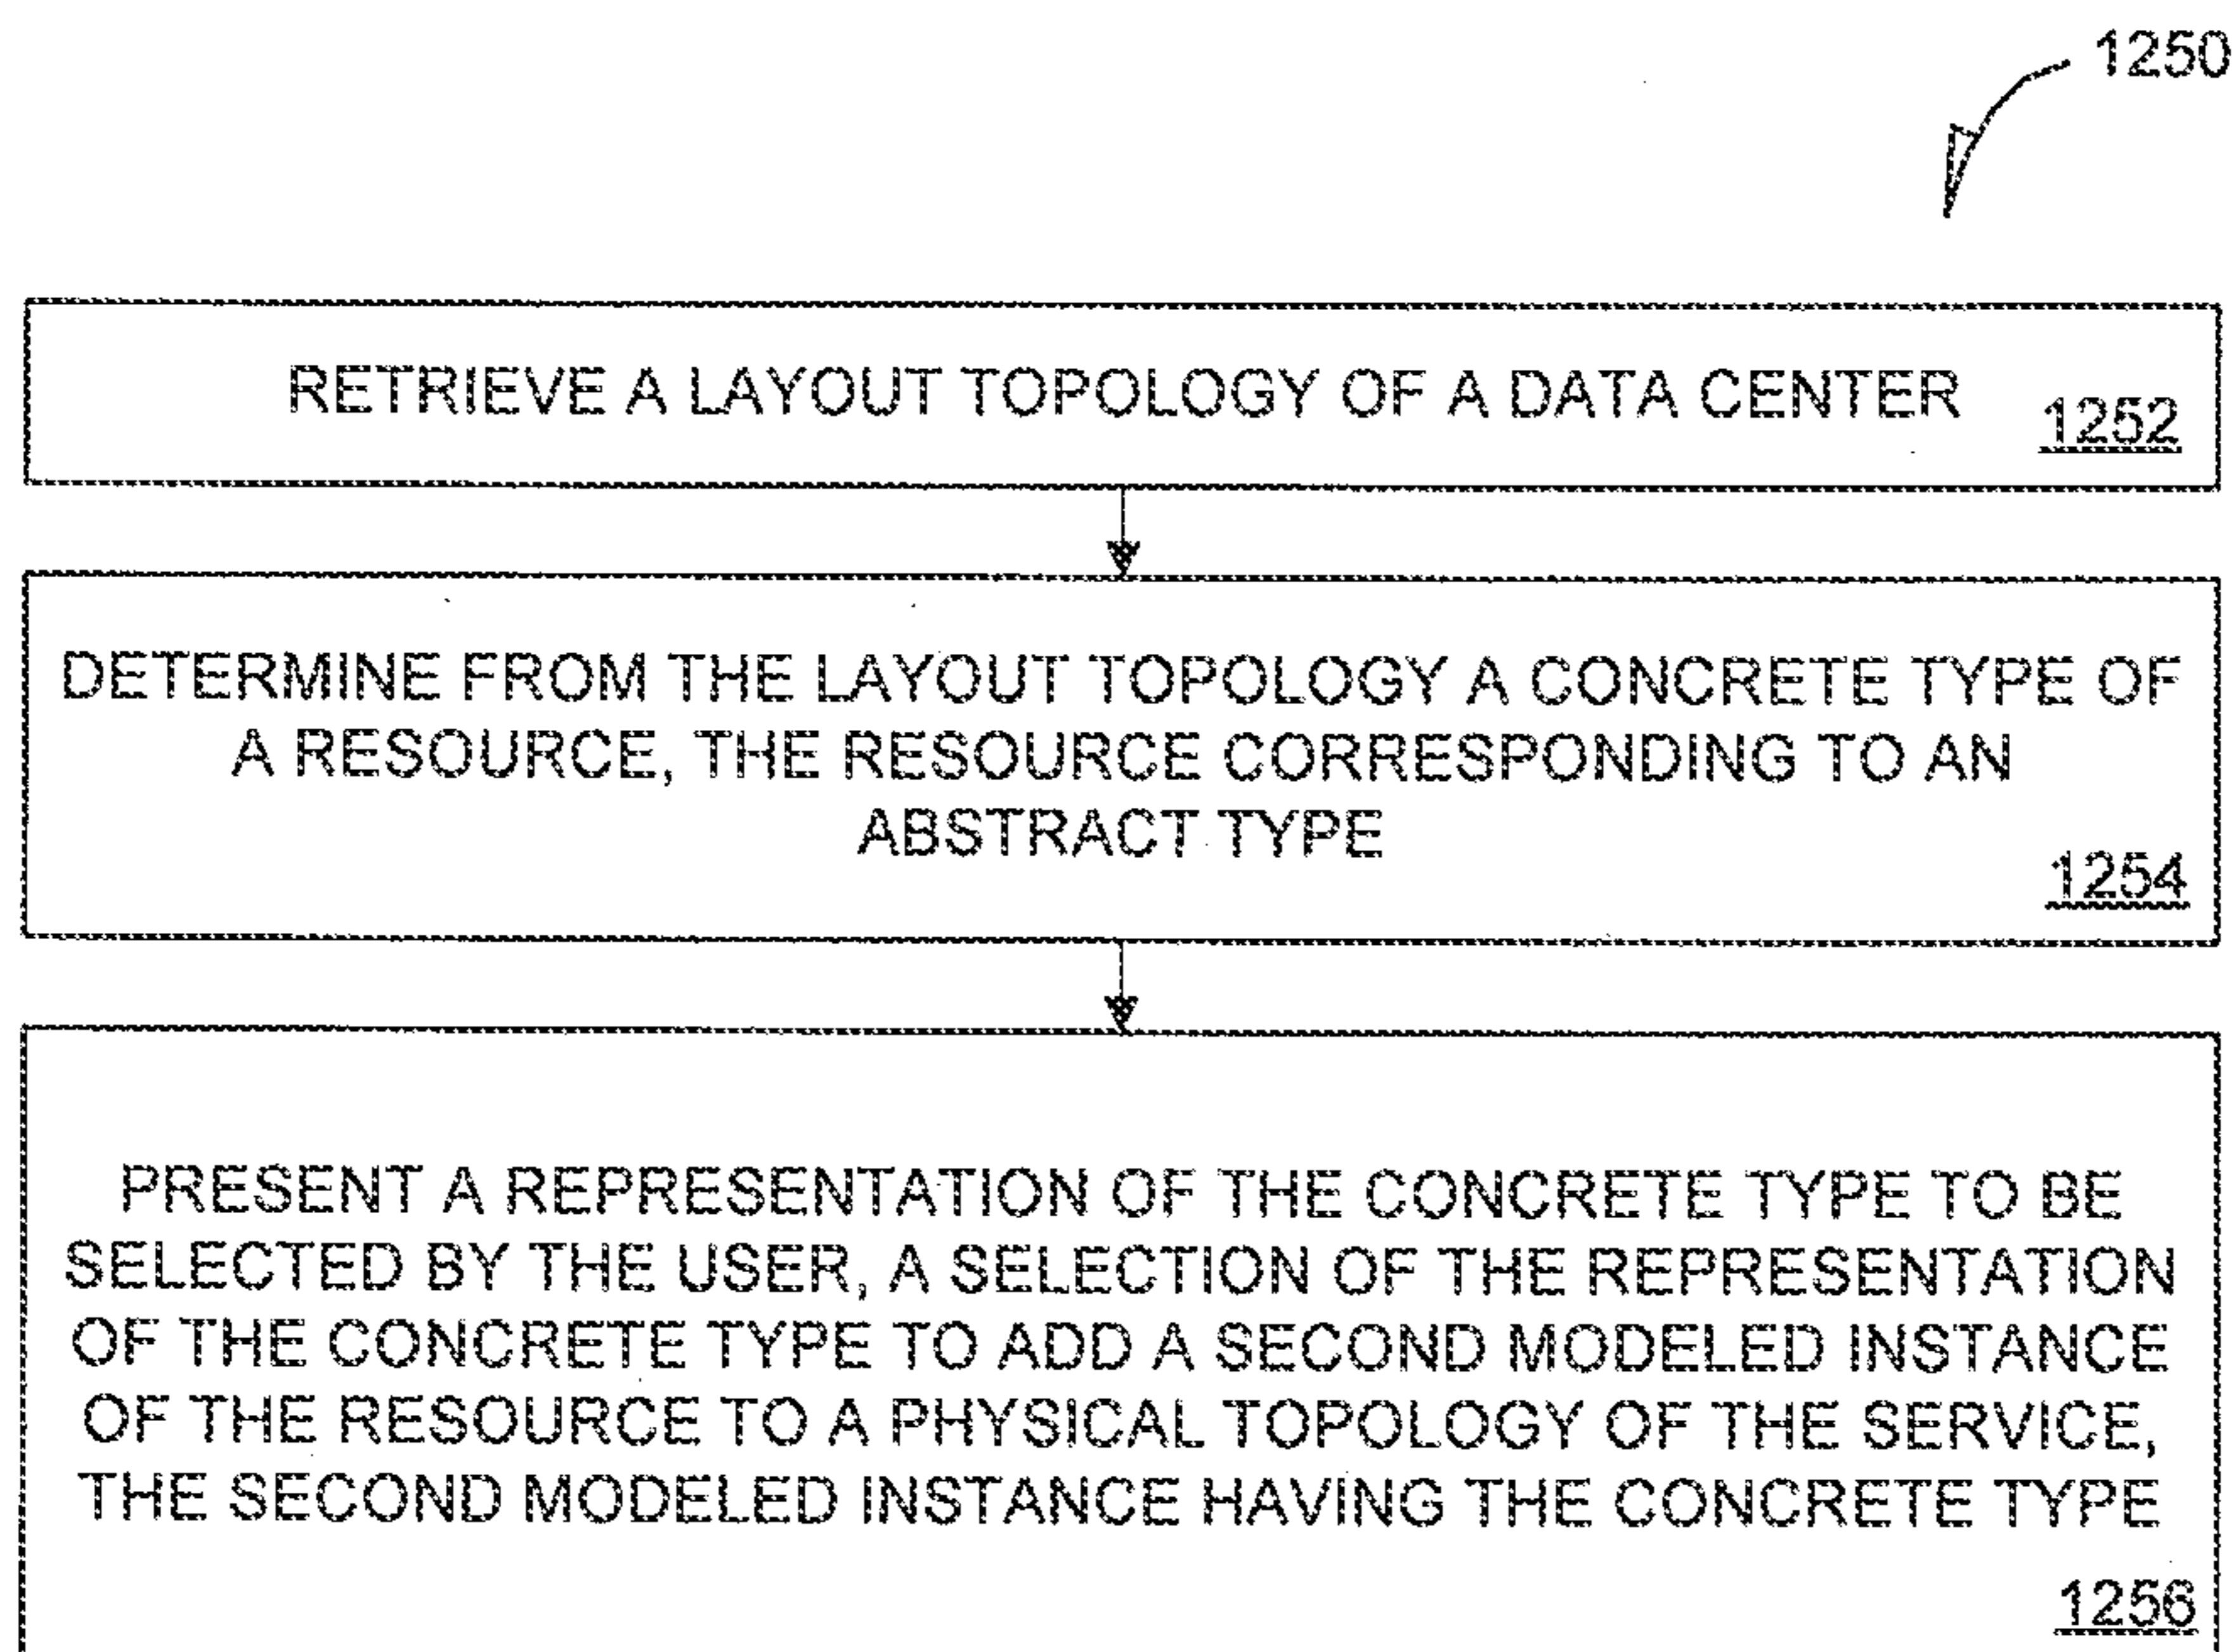 1250
RETRIEVE A LAYOUT TOPOLOGY OF A DATA CENTER
1252
DETERMINE FROM THE LAYOUT TOPOLOGY A CONCRETE TYPE OF
A RESOURCE, THE RESOURCE CORRESPONDING TO AN
ABSTRACT TYPE
1254
PRESENT A REPRESENTATION OF THE CONCRETE TYPE TO BE
SELECTED BY THE USER, A SELECTION OF THE REPRESENTATION
OF THE CONCRETE TYPE TO ADD A SECOND MODELED INSTANCE
OF THE RESOURCE TO A PHYSICAL TOPOLOGY OF THE SERVICE,
THE SECOND MODELED INSTANCE HAVING THE CONCRETE TYPE
1256